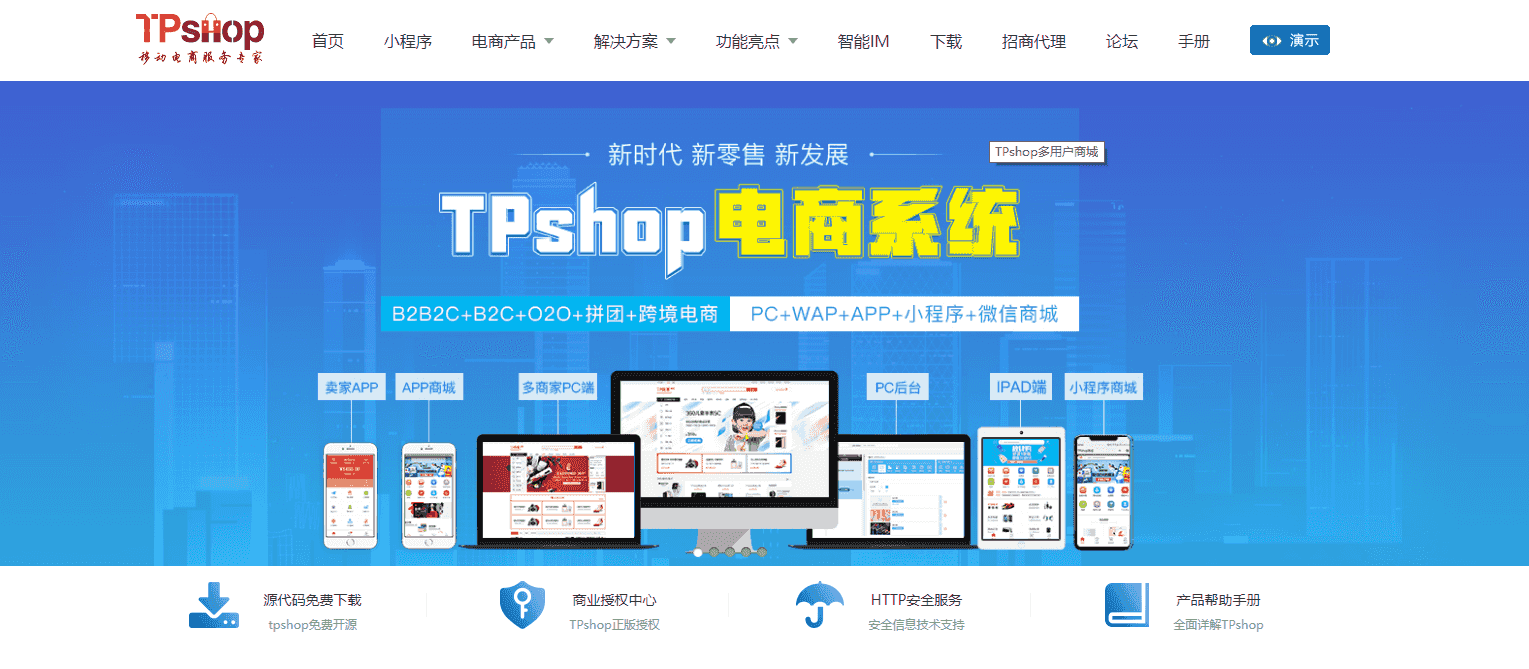 TPshop
移动电商服务专家
首页 小程序 电商产品 解决方案 功能亮点 智能IM 下载 招商代理 论坛 手册 演示
新时代 新零售 新发展
TPshop多用户商城
TPshop电商系统
B2B2C+B2C+O2O+拼团+跨境电商 PC+WAP+APP+小程序+微信商城
卖家APP APP商城 多商家PC端 PC后台 IPAD端 小程序商城
源代码免费下载 商业授权中心 HTTP安全服务 产品帮助手册
tpshop免费开源 TPshop正版授权 安全信息技术支持 全面详解TPshop